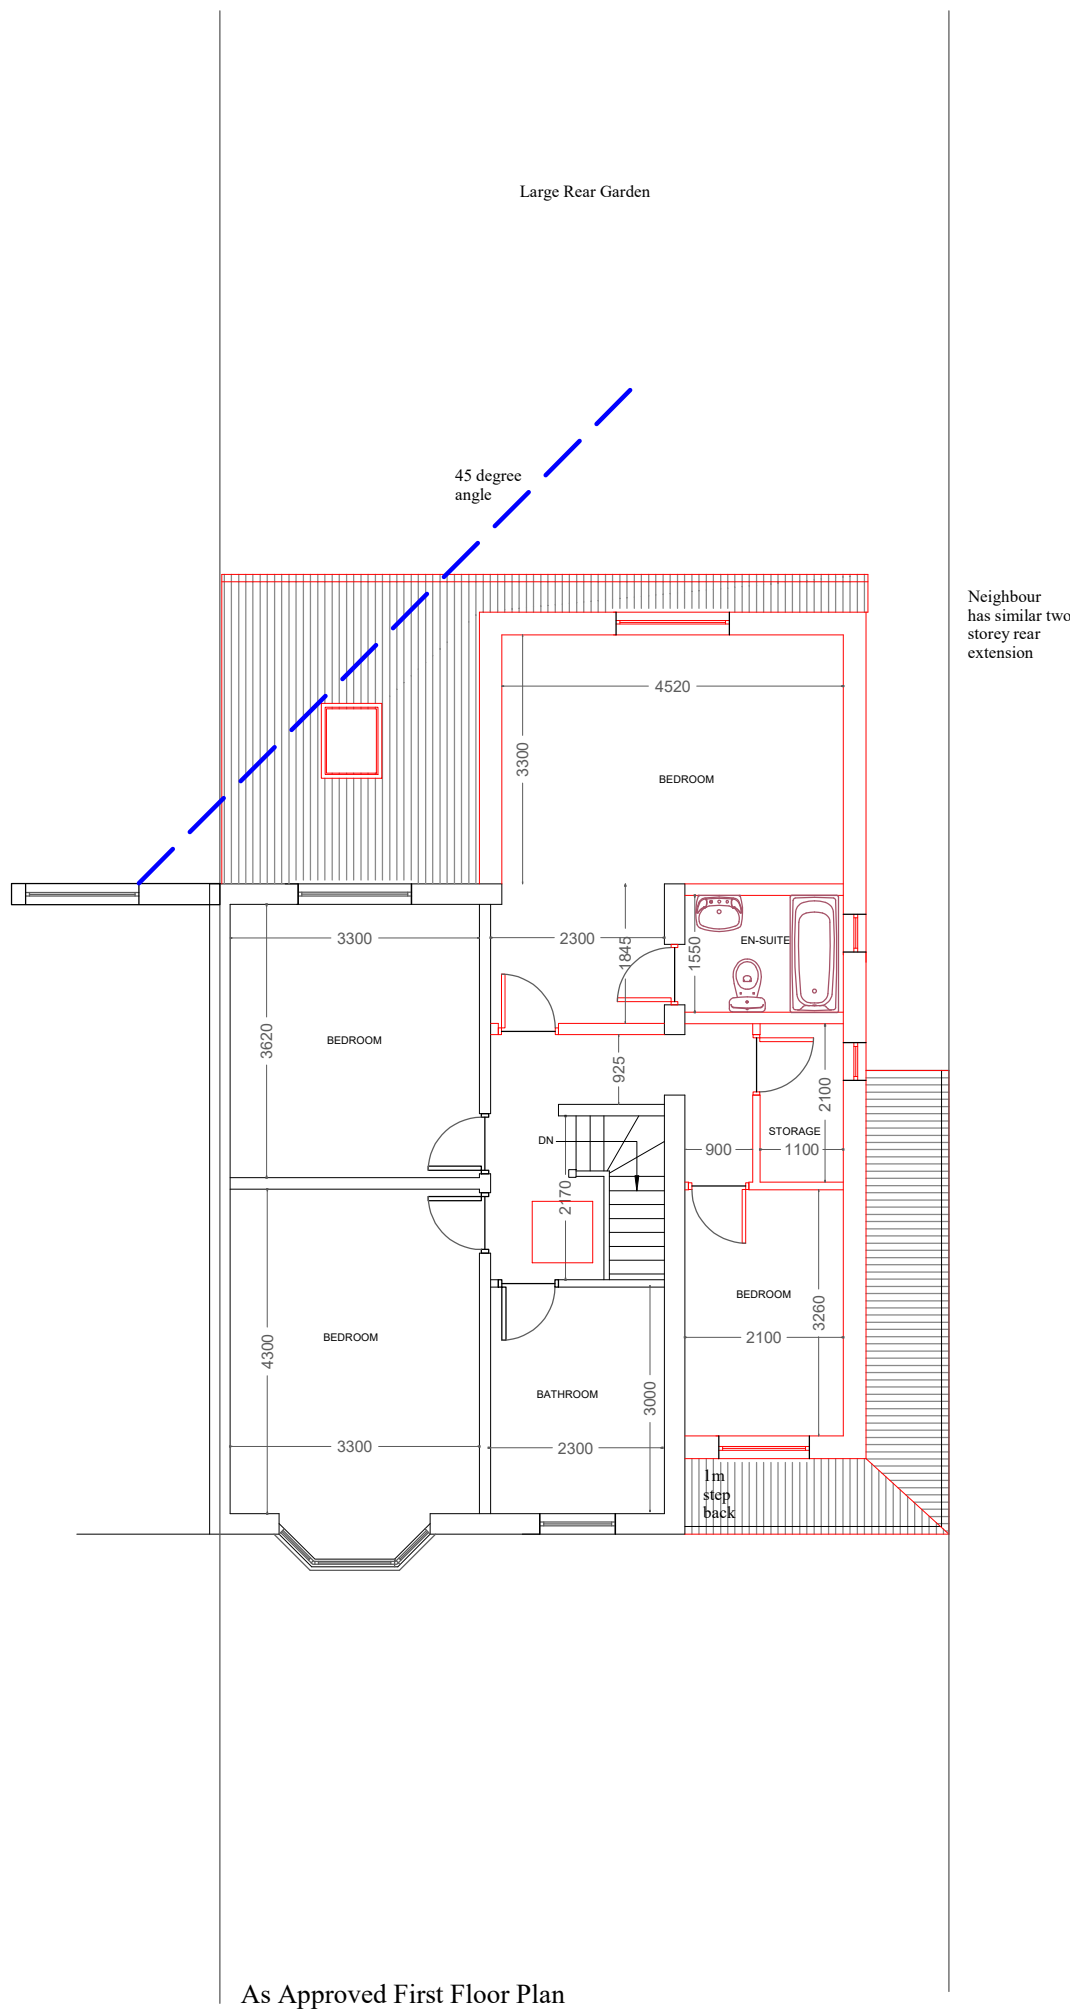 Large Rear Garden
45 degree
angle
Neighbour
has similar two
storey rear
extension
4520
3300
BEDROOM
3300
2300
1845
1550
EN-SUITE
3620
BEDROOM
925
2100
STORAGE
DN
900
1100
2170
BEDROOM
3260
2100
4300
BEDROOM
BATHROOM
3000
3300
2300
1m
step
back
As Approved First Floor Plan